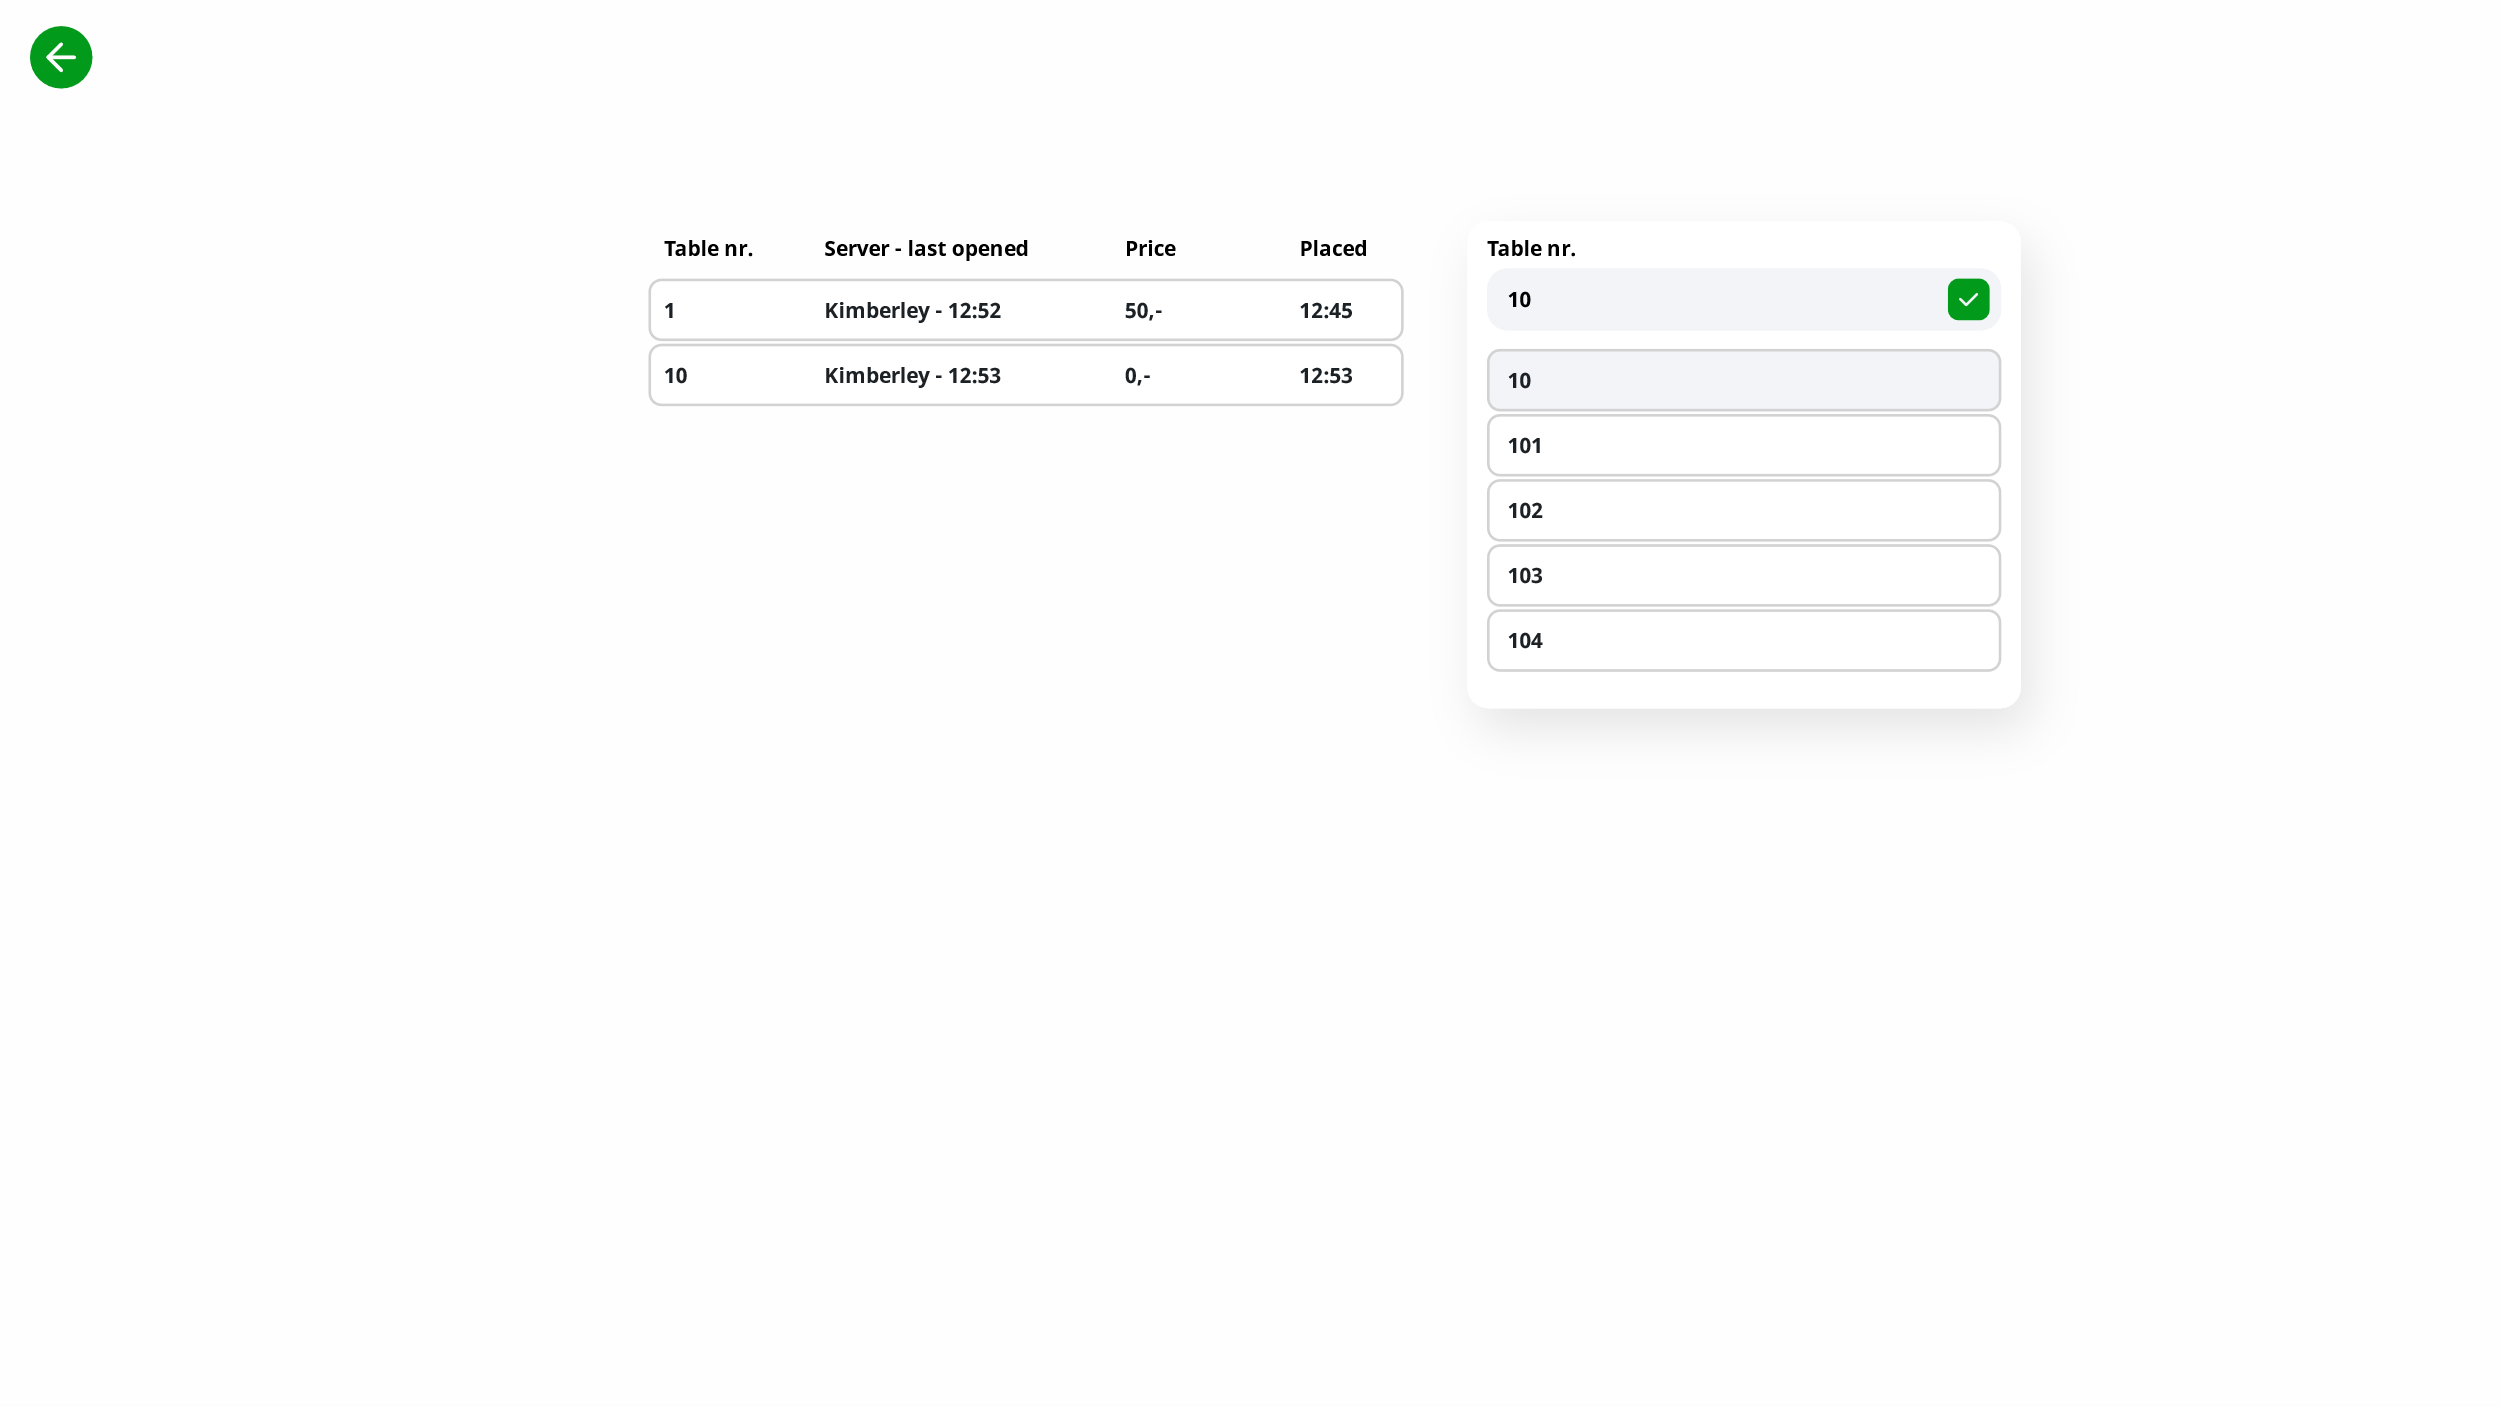 Table nr. Server - last opened Price Placed
1 Kimberley - 12:52 50,- 12:45
10 Kimberley - 12:53 0,- 12:53
Table nr.
10
10
101
102
103
104